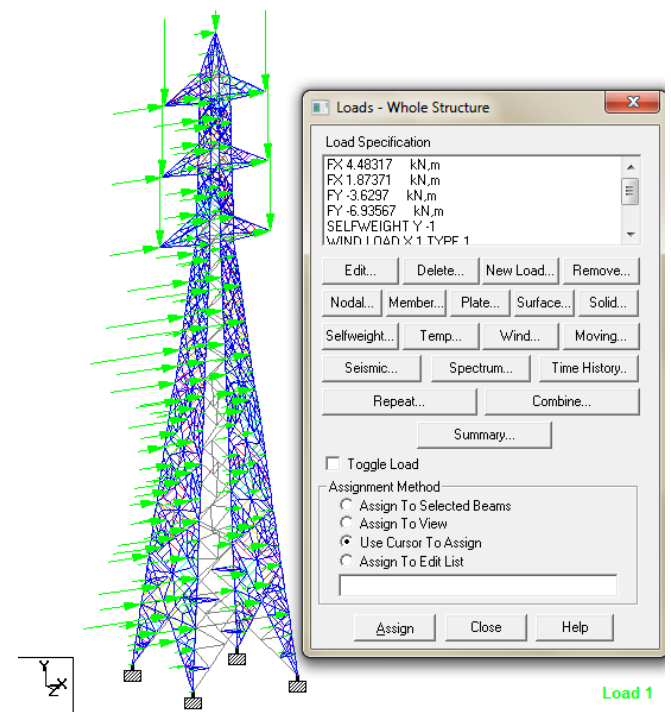 Loads - Whole Structure
Load Specification
FX 4.48317 kN,m
FX 1.87371 kN,m
FY -3.6297 kN,m
FY -6.93567 kN,m
SELFWEIGHT Y -1
WIND LOAD X 1 TYPE 1
Edit... Delete... New Load... Remove...
Nodal... Member... Plate... Surface... Solid...
Selfweight... Temp... Wind... Moving...
Seismic... Spectrum... Time History..
Repeat... Combine...
Summary...
Toggle Load
Assignment Method
Assign To Selected Beams
Assign To View
Use Cursor To Assign
Assign To Edit List
Assign Close Help
Y
X
Z
Load 1